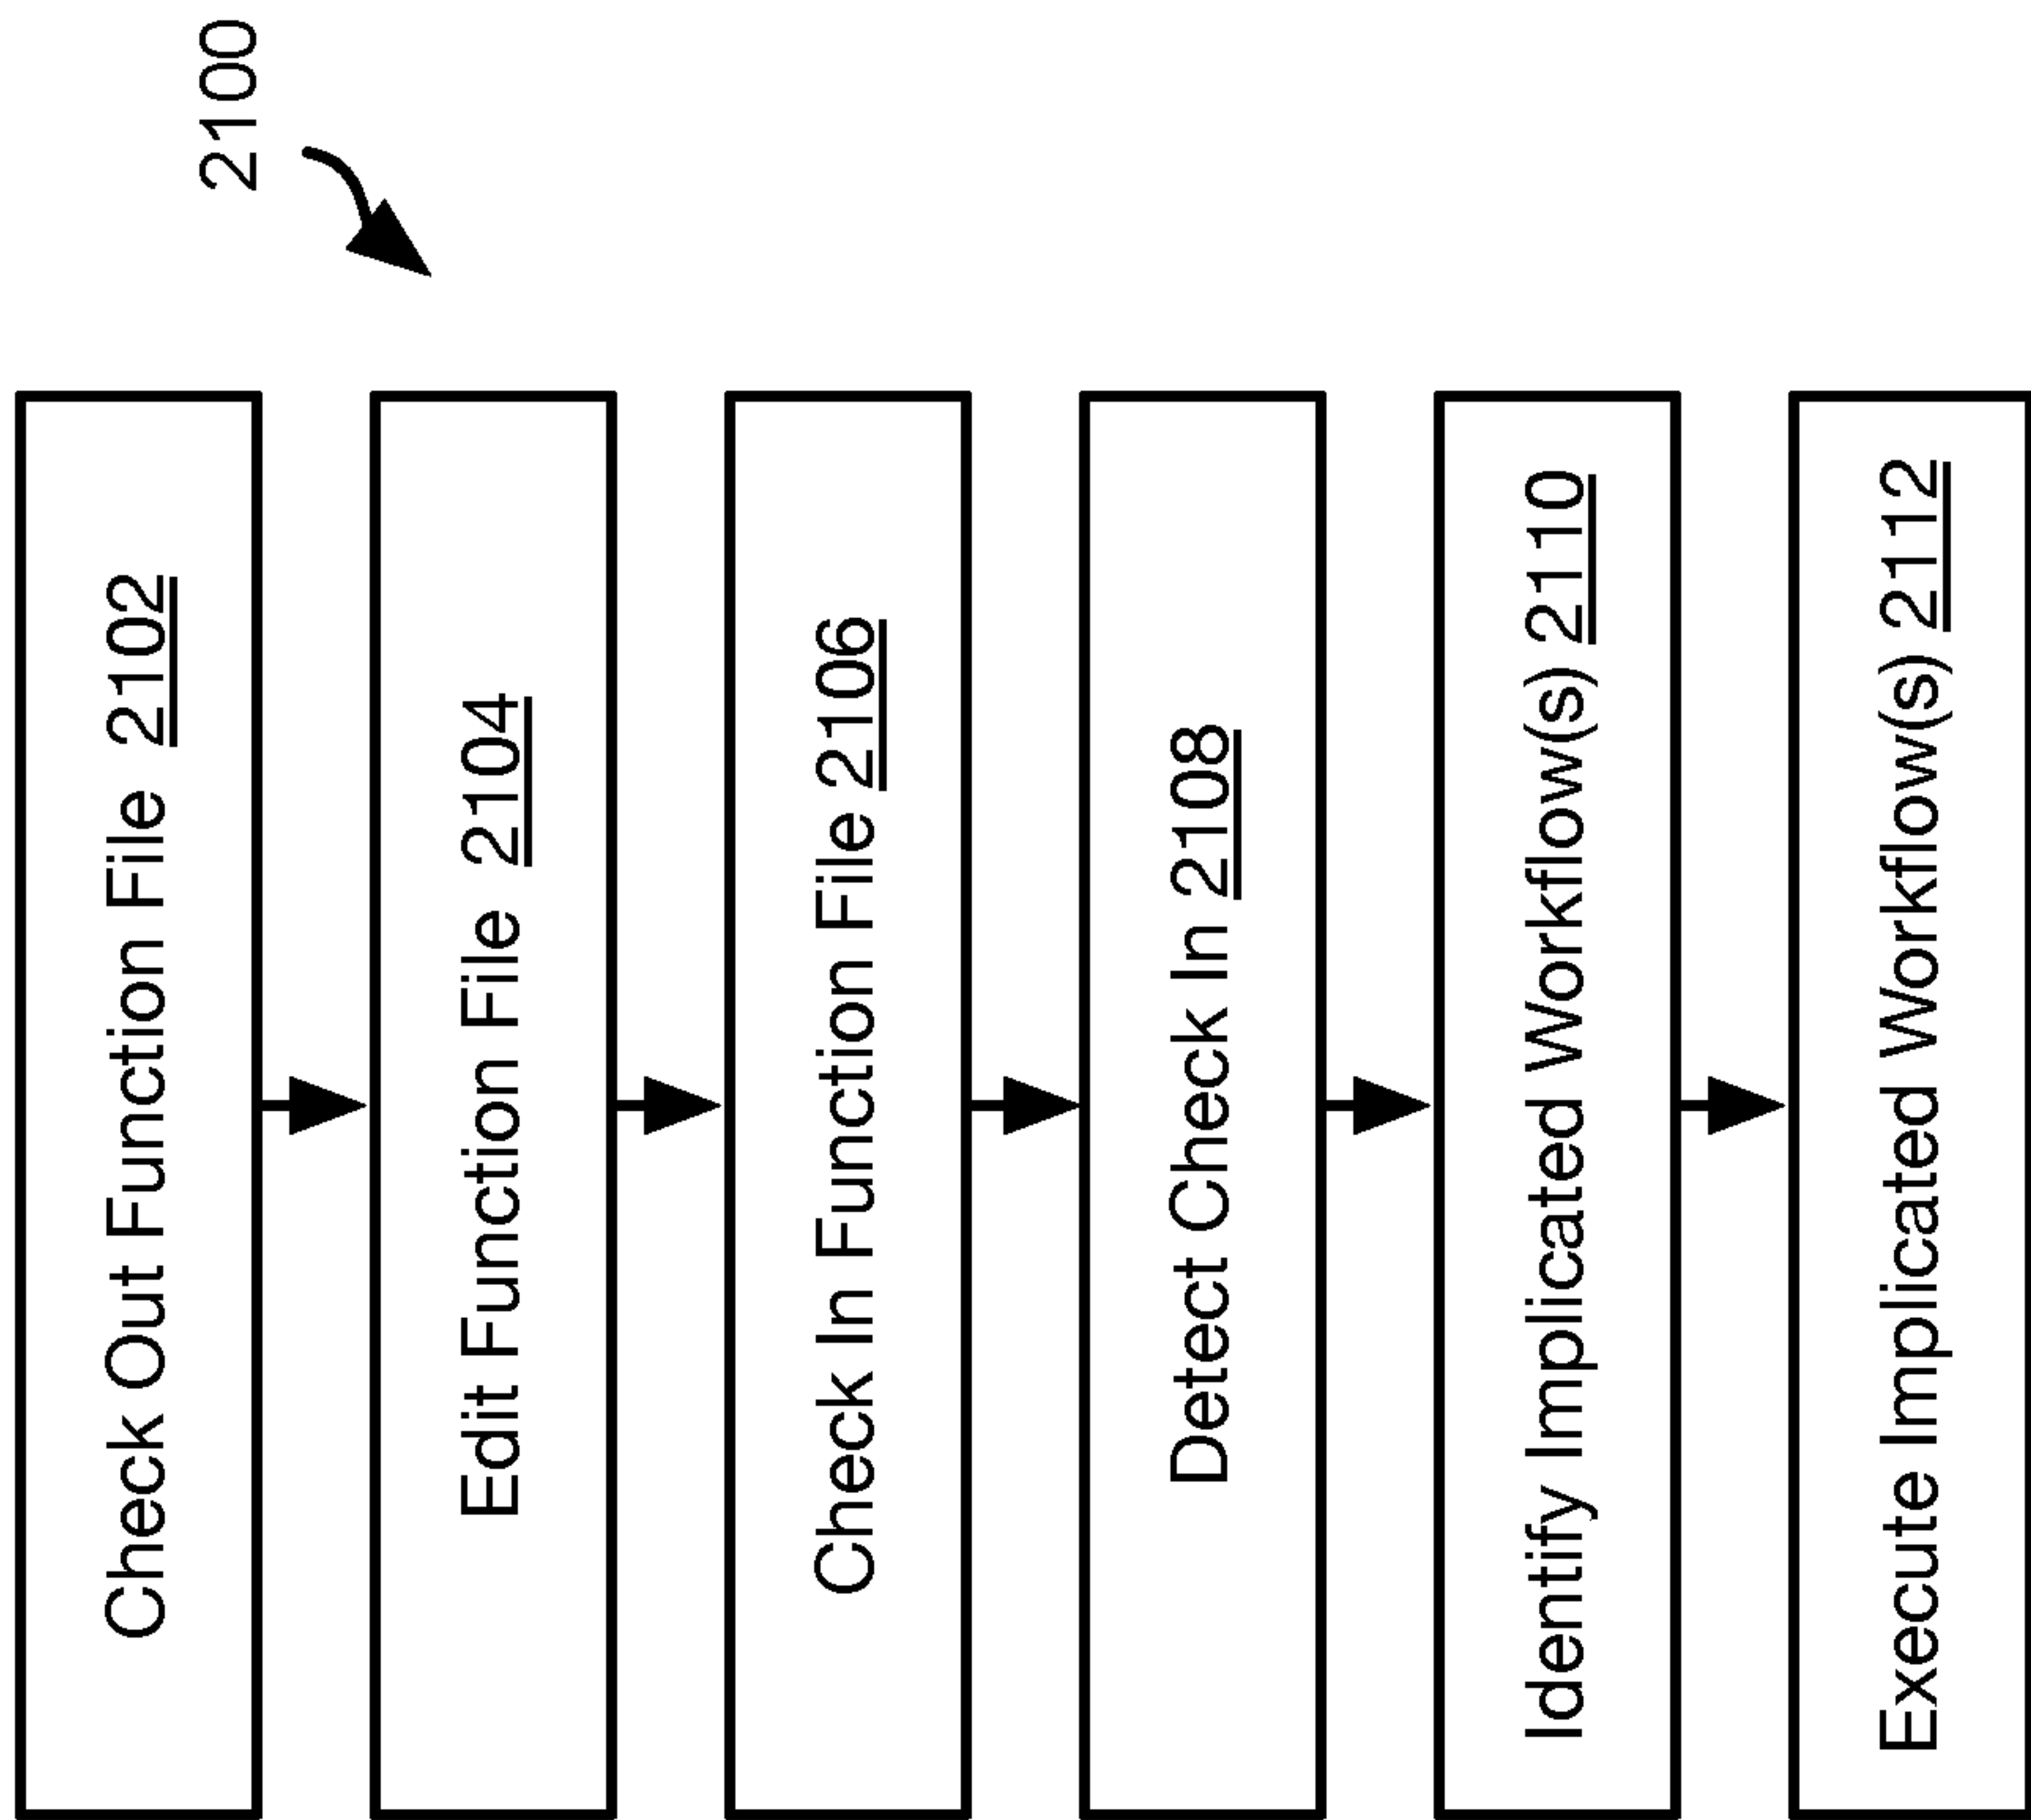 2100
Check Out Function File 2102
Edit Function File 2104
Check In Function File 2106
Detect Check In 2108
Identify Implicated Workflow(s) 2110
Execute Implicated Workflow(s) 2112